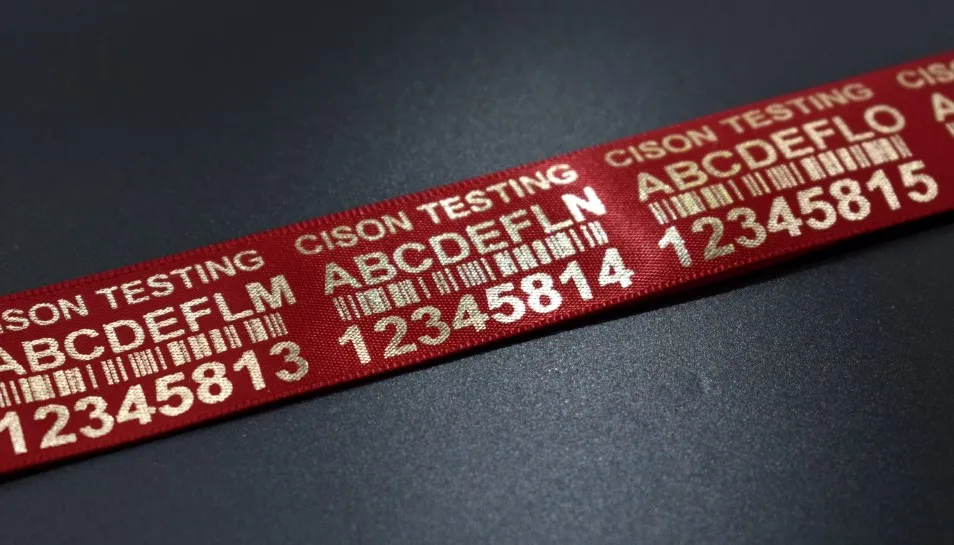 CISON TESTING
ABCDEFLM
12345813
CISON TESTING
ABCDEFLN
12345814
CISON TESTING
ABCDEFLO
12345815